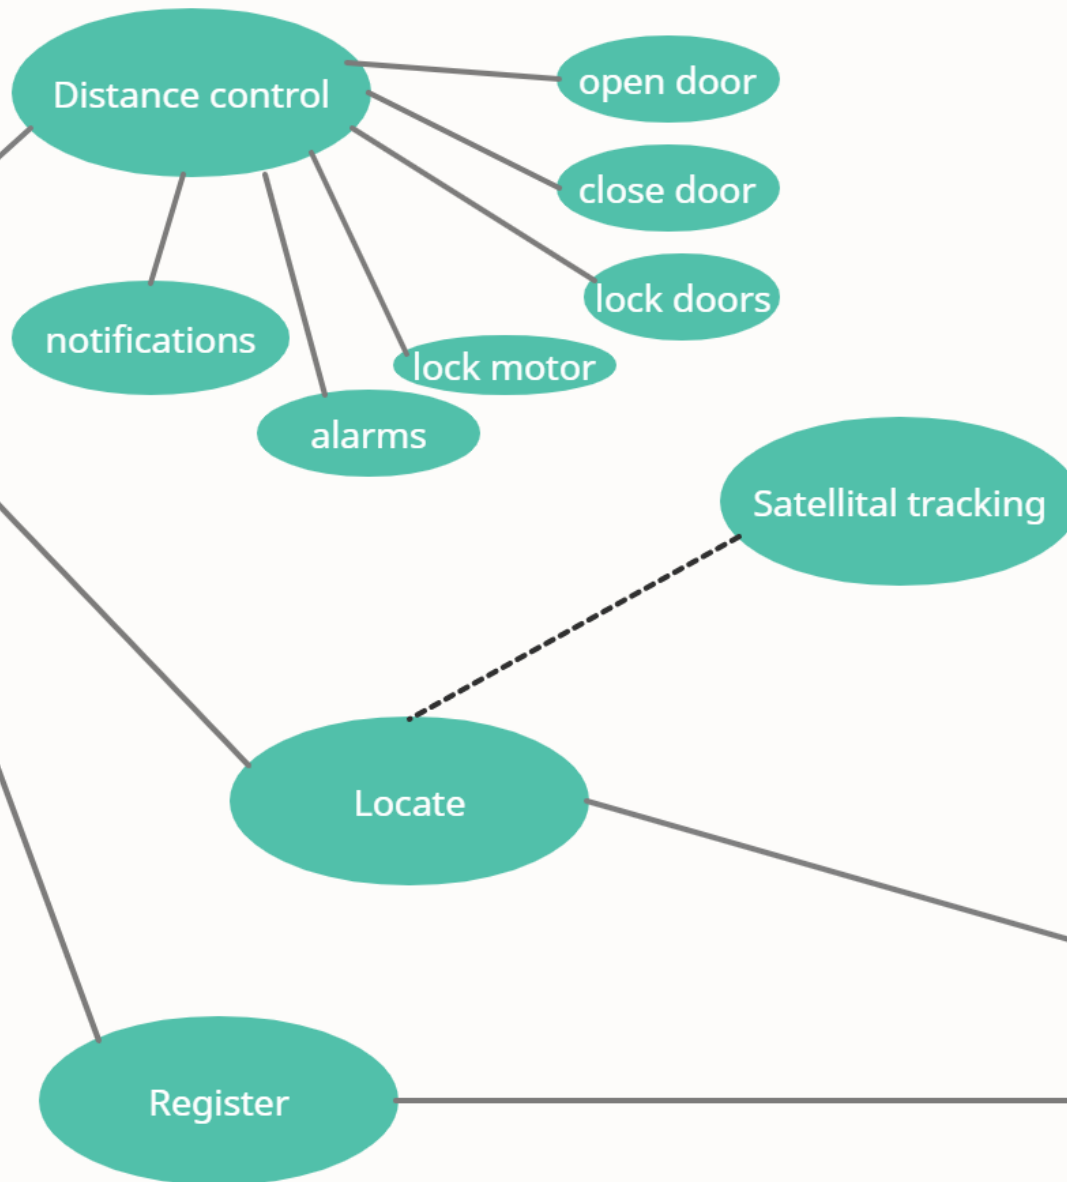 Distance control
open door
close door
lock doors
notifications
lock motor
alarms
Satellital tracking
Locate
Register